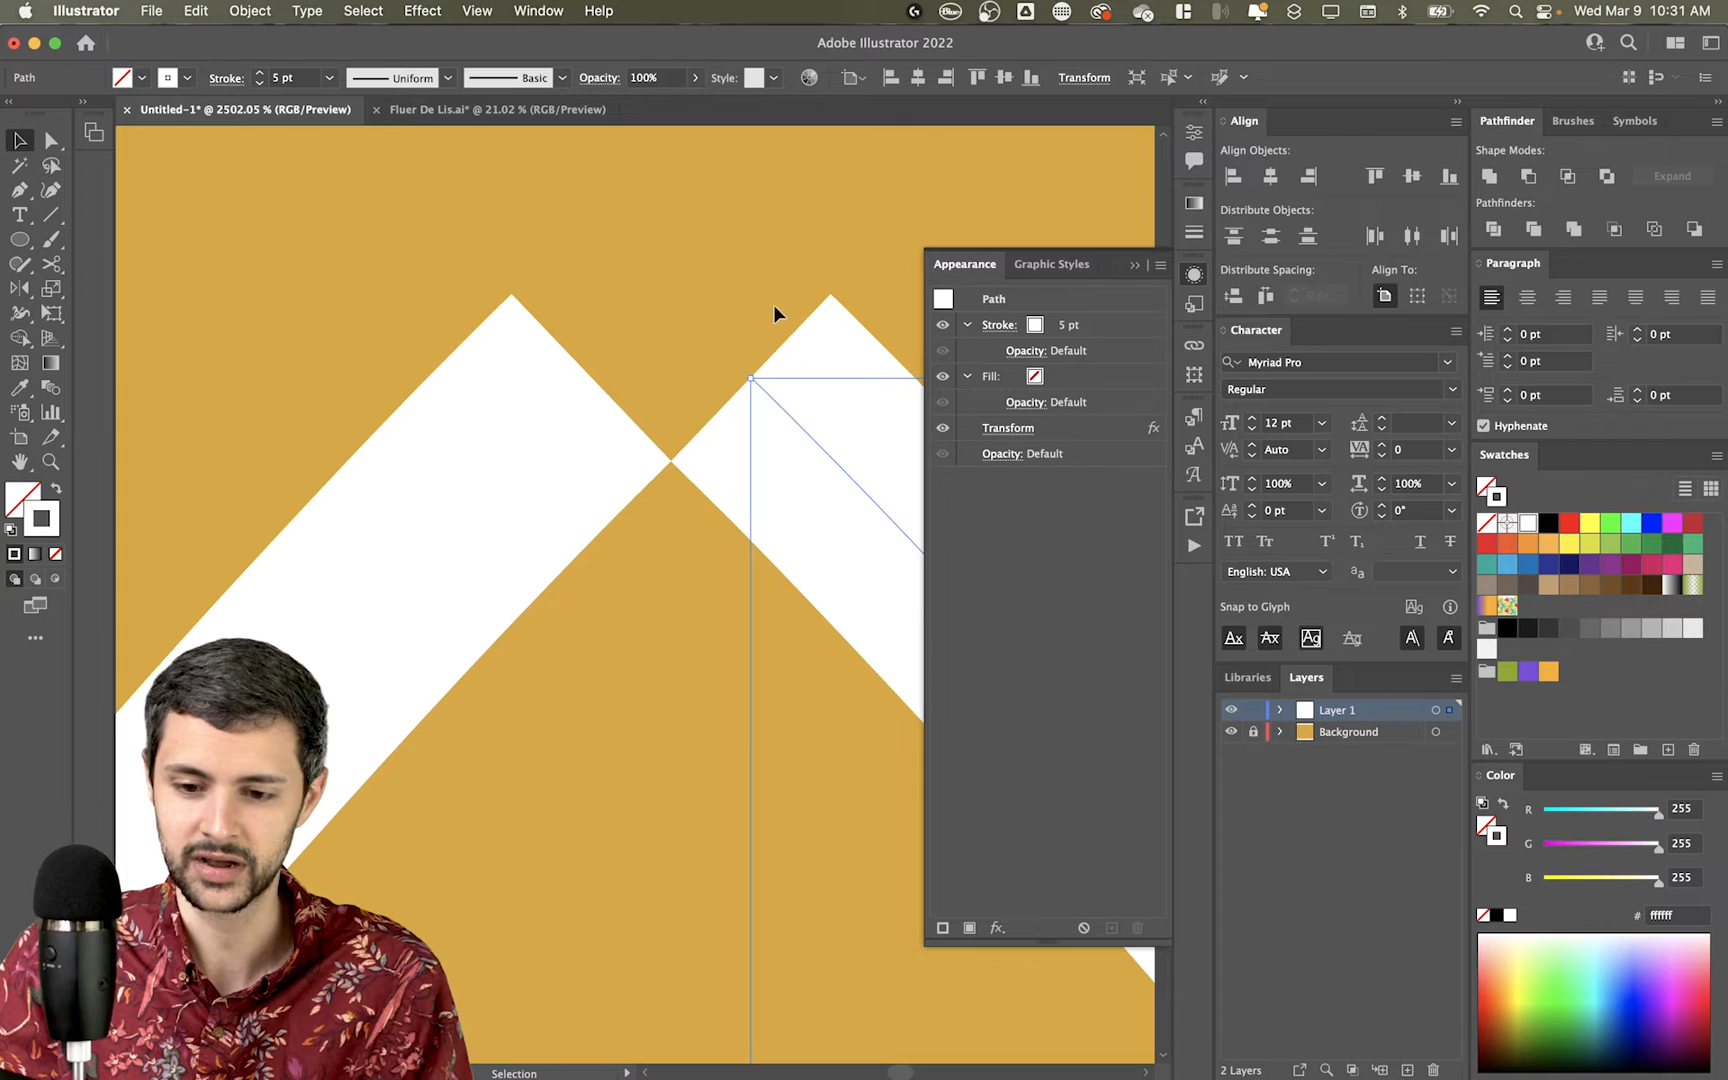 Illustrator File Edit Object Type Select Effect View Window Help Wed Mar 9 10:31 AM
Adobe Illustrator 2022
Path Stroke: 5 pt Uniform Basic Opacity: 100% Style: Transform
Untitled-1* @ 2502.05 % (RGB/Preview) Fluer De Lis.ai* @ 21.02 % (RGB/Preview)
Align
Align Objects:
Distribute Objects:
Distribute Spacing: Align To:
0 pt
Character
Myriad Pro
Regular
12 pt
Auto 0
100% 100%
0 pt 0°
English: USA
Snap to Glyph
Libraries Layers
Layer 1
Background
2 Layers
Pathfinder Brushes Symbols
Shape Modes:
Expand
Pathfinders:
Paragraph
0 pt 0 pt
0 pt
0 pt 0 pt
Hyphenate
Swatches
Color
R 255
G 255
B 255
# ffffff
Appearance Graphic Styles
Path
Stroke: 5 pt
Opacity: Default
Fill:
Opacity: Default
Transform fx
Opacity: Default
fx.
Selection